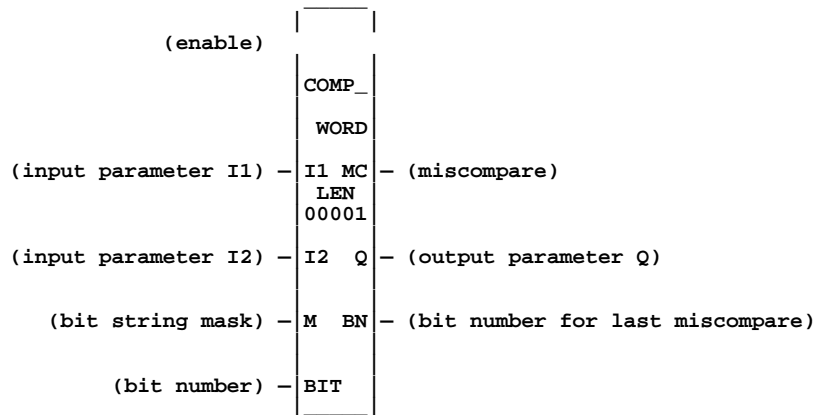 (enable)
COMP_
WORD
(input parameter I1) – I1 MC – (miscompare)
LEN
00001
(input parameter I2) – I2 Q – (output parameter Q)
(bit string mask) – M BN – (bit number for last miscompare)
(bit number) – BIT